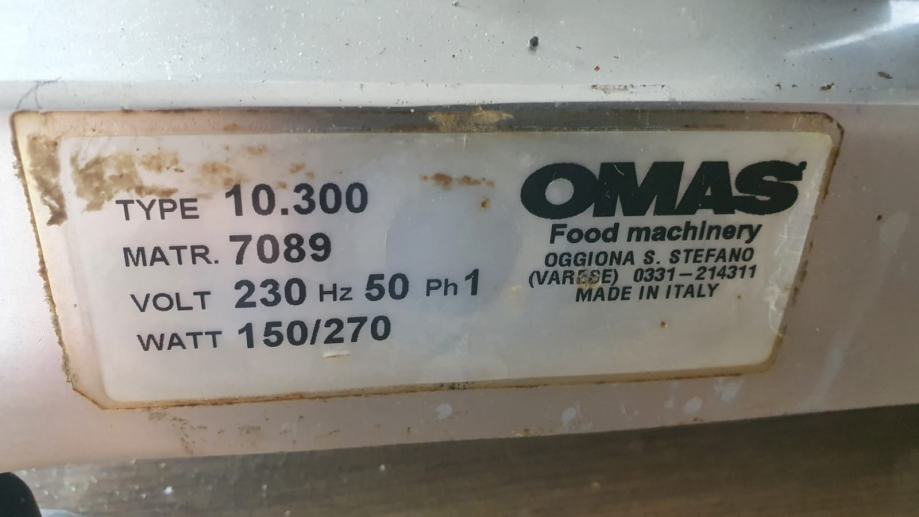 TYPE 10.300
MATR. 7089
VOLT 230 Hz 50 Ph 1
WATT 150/270
OMAS
Food machinery
OGGIONA S. STEFANO
(VARESE) 0331-214311
MADE IN ITALY